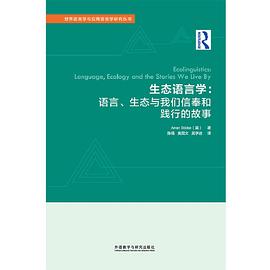 世界语言学与应用语言学研究丛书
R
Ecolinguistics:
Language, Ecology and the Stories We Live By
生态语言学:
语言、生态与我们信奉和
践行的故事
Arran Stibbe(英) 著
陈旸 黄国文 吴学进 译
外语教学与研究出版社